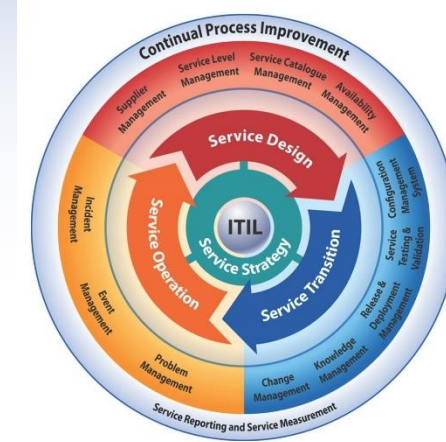 Continual Process Improvement
Supplier
Management
Service Level
Management
Service Catalogue
Management
Availability
Management
Configuration
Management
System
Service
Testing &
Validation
Release &
Deployment
Management
Knowledge
Management
Change
Management
Problem
Management
Event
Management
Incident
Management
Service Design
Service Transition
Service Operation
Service Strategy
ITIL
Service Reporting and Service Measurement